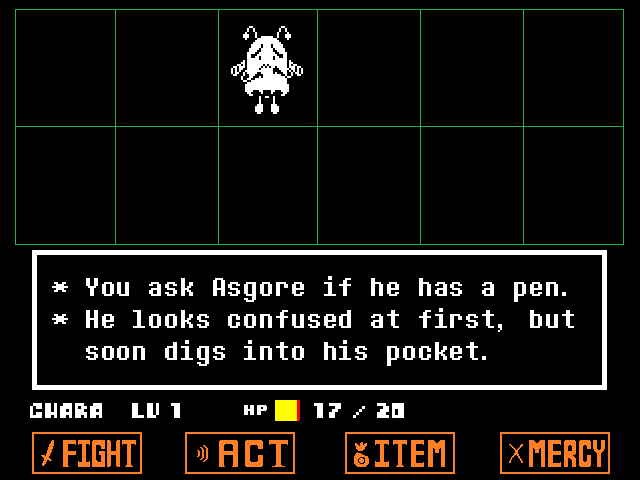 * You ask Asgore if he has a pen.
* He looks confused at first, but
soon digs into his pocket.
CHARA LV 1 HP 17 / 20
FIGHT ACT ITEM MERCY